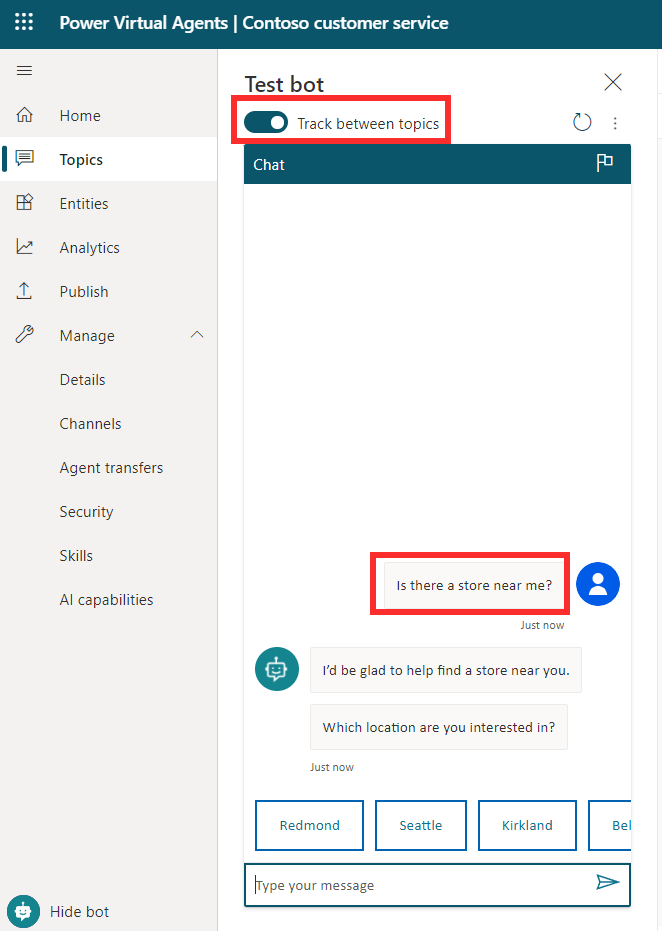 Power Virtual Agents | Contoso customer service
Home
Topics
Entities
Analytics
Publish
Manage
Details
Channels
Agent transfers
Security
Skills
AI capabilities
Hide bot
Test bot
Track between topics
Chat
Is there a store near me?
Just now
I'd be glad to help find a store near you.
Which location are you interested in?
Just now
Redmond
Seattle
Kirkland
Bel
Type your message